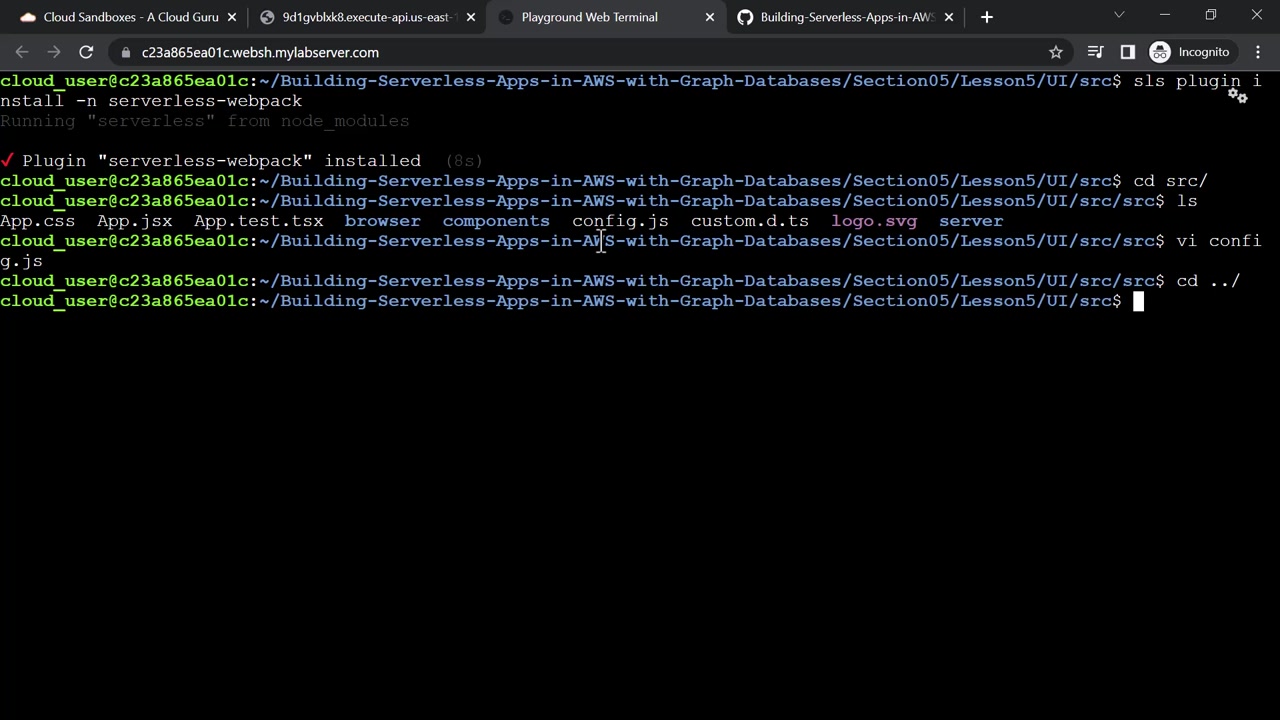 Cloud Sandboxes - A Cloud Guru
9d1gvblxk8.execute-api.us-east-1
Playground Web Terminal
Building-Serverless-Apps-in-AWS
c23a865ea01c.websh.mylabserver.com
Incognito
cloud_user@c23a865ea01c:~/Building-Serverless-Apps-in-AWS-with-Graph-Databases/Section05/Lesson5/UI/src$ sls plugin i
nstall -n serverless-webpack
Running "serverless" from node_modules
✓ Plugin "serverless-webpack" installed (8s)
cloud_user@c23a865ea01c:~/Building-Serverless-Apps-in-AWS-with-Graph-Databases/Section05/Lesson5/UI/src$ cd src/
cloud_user@c23a865ea01c:~/Building-Serverless-Apps-in-AWS-with-Graph-Databases/Section05/Lesson5/UI/src/src$ ls
App.css App.jsx App.test.tsx browser components config.js custom.d.ts logo.svg server
cloud_user@c23a865ea01c:~/Building-Serverless-Apps-in-AWS-with-Graph-Databases/Section05/Lesson5/UI/src/src$ vi confi
g.js
cloud_user@c23a865ea01c:~/Building-Serverless-Apps-in-AWS-with-Graph-Databases/Section05/Lesson5/UI/src/src$ cd ../
cloud_user@c23a865ea01c:~/Building-Serverless-Apps-in-AWS-with-Graph-Databases/Section05/Lesson5/UI/src$